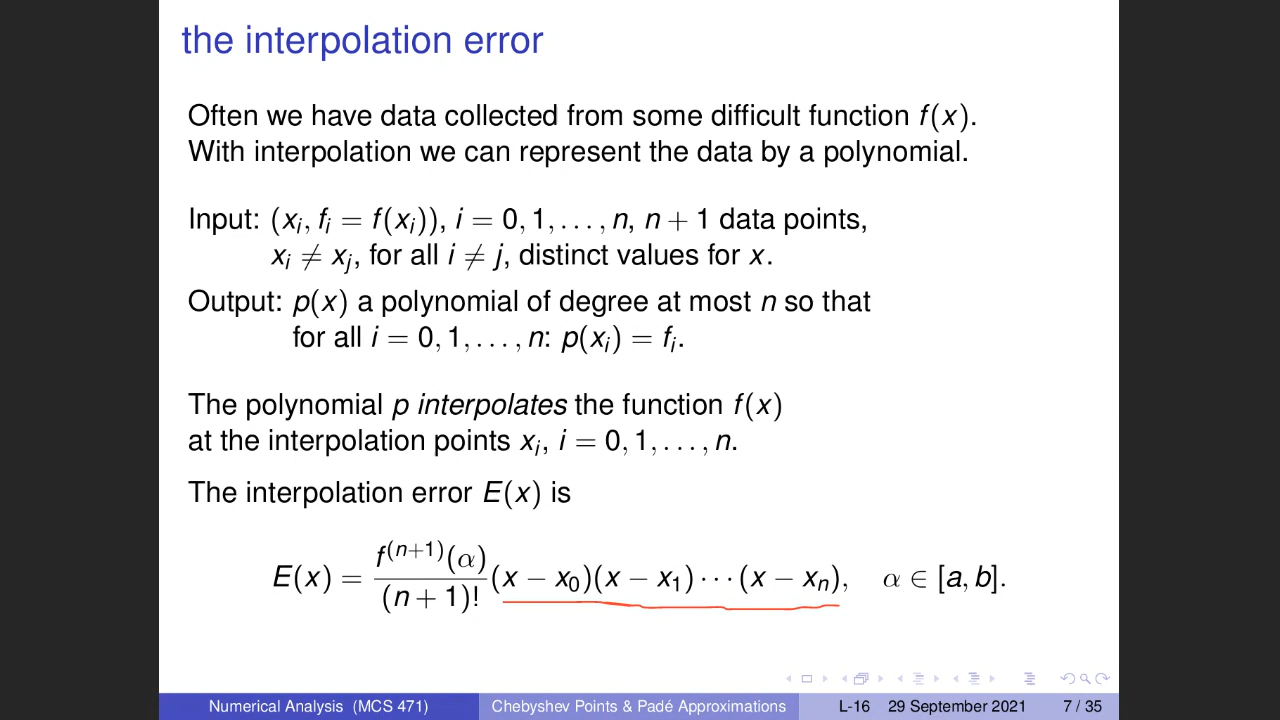 the interpolation error
Often we have data collected from some difficult function f(x).
With interpolation we can represent the data by a polynomial.
Input: (xᵢ, fᵢ = f(xᵢ)), i = 0, 1, . . . , n, n + 1 data points,
xᵢ ≠ xⱼ, for all i ≠ j, distinct values for x.
Output: p(x) a polynomial of degree at most n so that
for all i = 0, 1, . . . , n: p(xᵢ) = fᵢ.
The polynomial p interpolates the function f(x)
at the interpolation points xᵢ, i = 0, 1, . . . , n.
The interpolation error E(x) is
E(x) = f⁽ⁿ⁺¹⁾(α)/(n + 1)! (x − x₀)(x − x₁) · · · (x − xₙ), α ∈ [a, b].
Numerical Analysis (MCS 471) Chebyshev Points & Padé Approximations L-16 29 September 2021 7 / 35